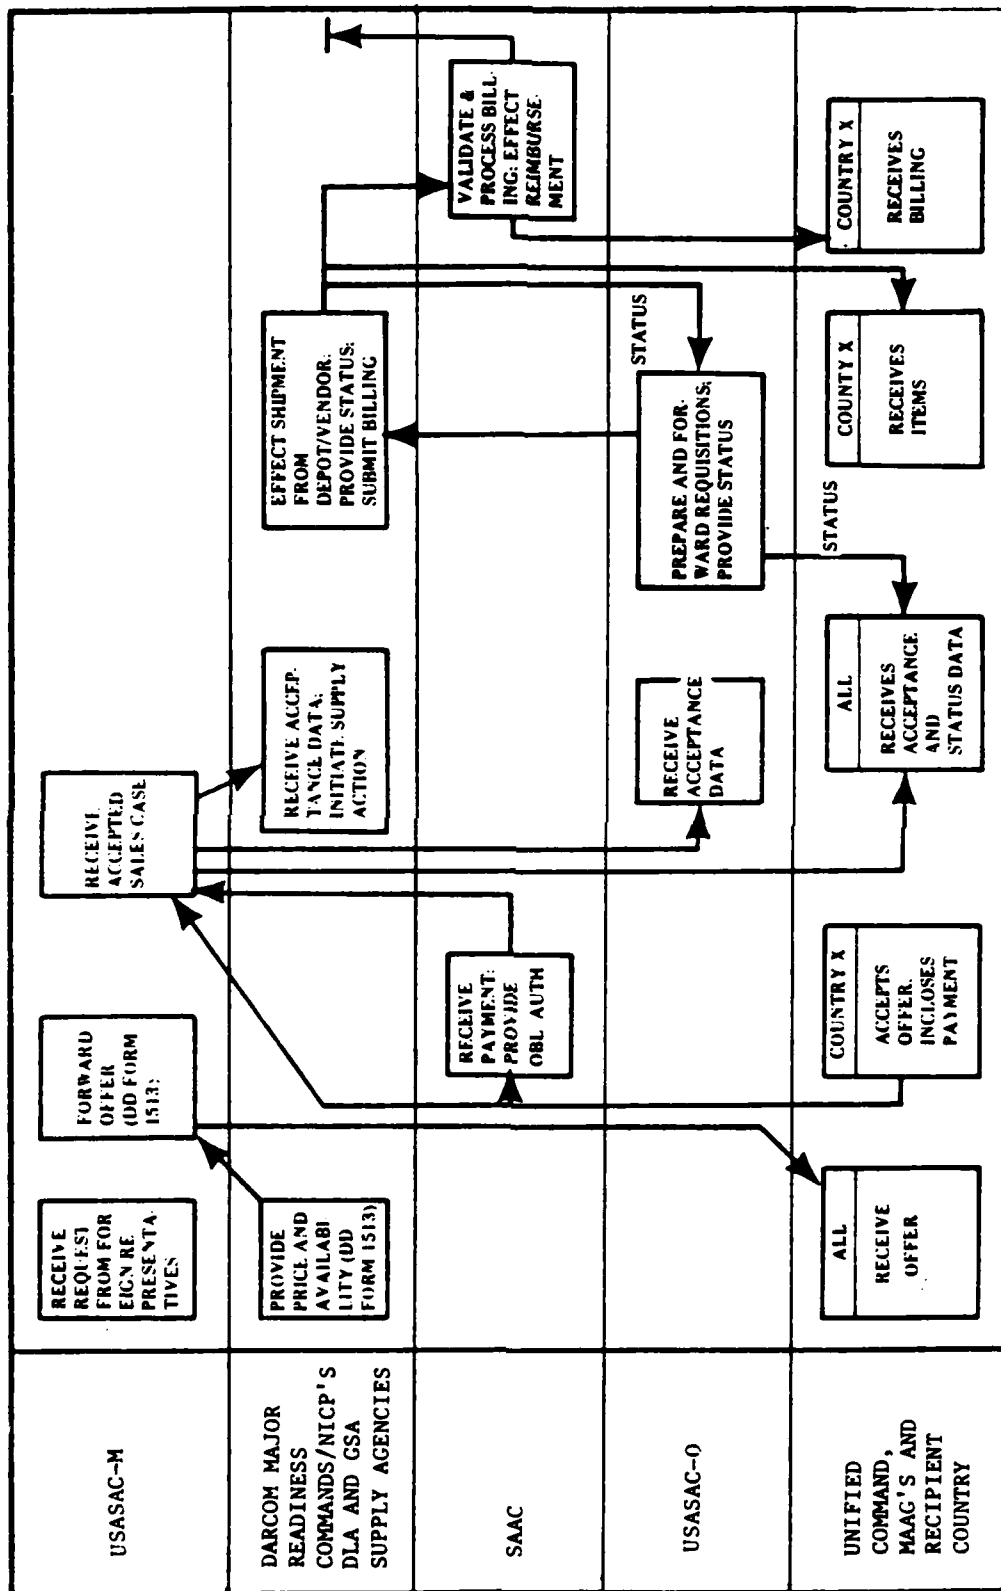 USASAC-M
RECEIVE
REQUEST
FROM FOR
EIGN RE
PRESENTA-
TIVES
FORWARD
OFFER
(DD FORM
1513)
RECEIVE
ACCEPTED
SALES CASE
DARCOM MAJOR
READINESS
COMMANDS/NICP'S
DLA AND GSA
SUPPLY AGENCIES
PROVIDE
PRICE AND
AVAILABI
LITY (DD
FORM 1513)
RECEIVE ACCEP-
TANCE DATA;
INITIATE SUPPLY
ACTION
EFFECT SHIPMENT
FROM
DEPOT/VENDOR;
PROVIDE STATUS;
SUBMIT BILLING
SAAC
RECEIVE
PAYMENT;
PROVIDE
OBL AUTH
VALIDATE &
PROCESS BILL-
ING; EFFECT
REIMBURSE
MENT
USASAC-O
RECEIVE
ACCEPTANCE
DATA
PREPARE AND FOR-
WARD REQUISITIONS;
PROVIDE STATUS
STATUS
UNIFIED
COMMAND,
MAAG'S AND
RECIPIENT
COUNTRY
ALL
RECEIVE
OFFER
COUNTRY X
ACCEPTS
OFFER.
INCLOSES
PAYMENT
ALL
RECEIVES
ACCEPTANCE
AND
STATUS DATA
STATUS
COUNTY X
RECEIVES
ITEMS
COUNTRY X
RECEIVES
BILLING